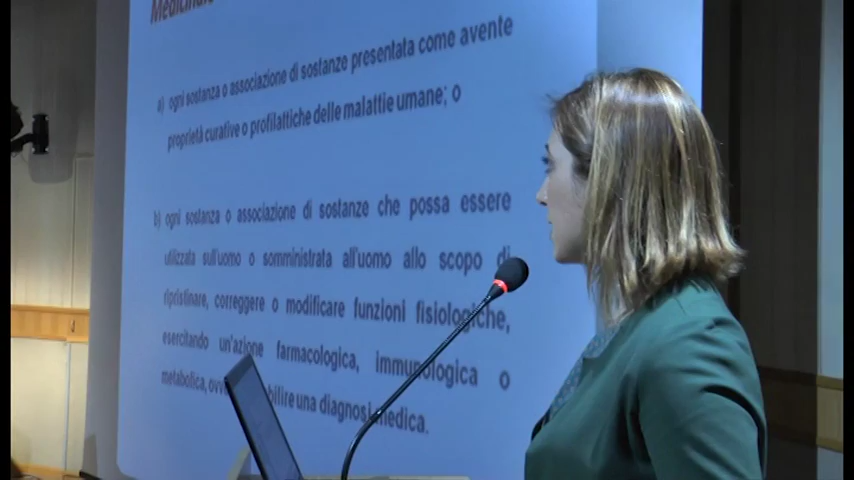 Medicinale
a) ogni sostanza o associazione di sostanze presentata come avente
proprietà curative o profilattiche delle malattie umane; o
b) ogni sostanza o associazione di sostanze che possa essere
utilizzata sull'uomo o somministrata all'uomo allo scopo di
ripristinare, correggere o modificare funzioni fisiologiche,
esercitando un'azione farmacologica, immunologica o
metabolica, una diagnosi medica.